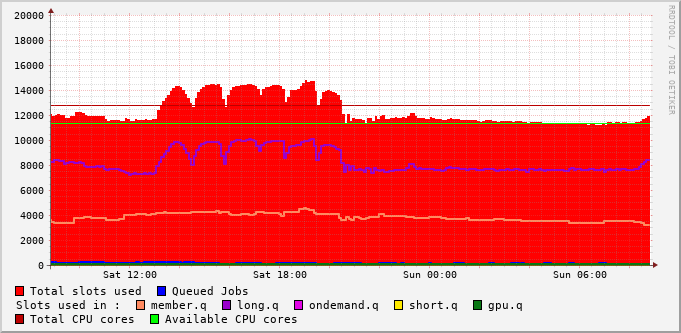 20000
18000
16000
14000
12000
10000
8000
6000
4000
2000
0
Sat 12:00 Sat 18:00 Sun 00:00 Sun 06:00
RRDTOOL / TOBI OETIKER
Total slots used Queued Jobs
Slots used in : member.q long.q ondemand.q short.q gpu.q
Total CPU cores Available CPU cores